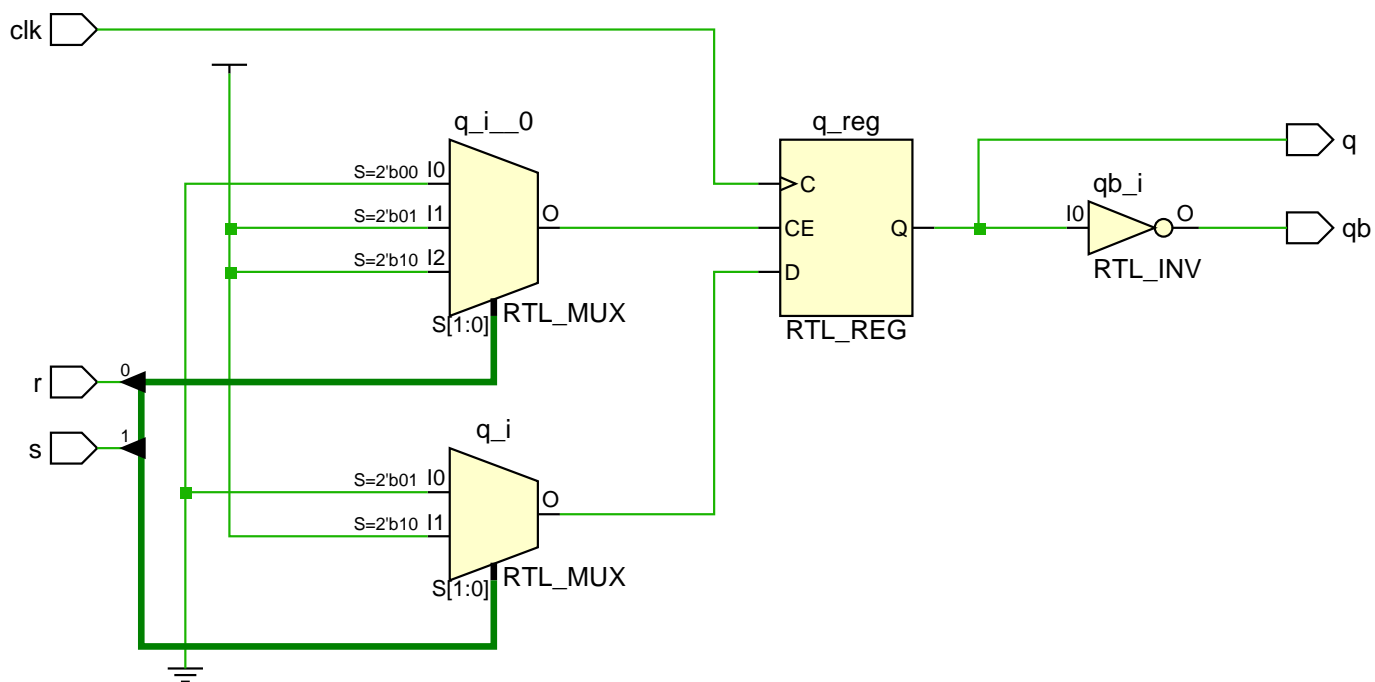 clk
q_i__0
q_reg
S=2'b00 I0
S=2'b01 I1
S=2'b10 I2
O
S[1:0]
RTL_MUX
C
CE
D
Q
RTL_REG
q
qb_i
I0
O
RTL_INV
qb
r
0
s
1
q_i
S=2'b01 I0
S=2'b10 I1
O
S[1:0]
RTL_MUX